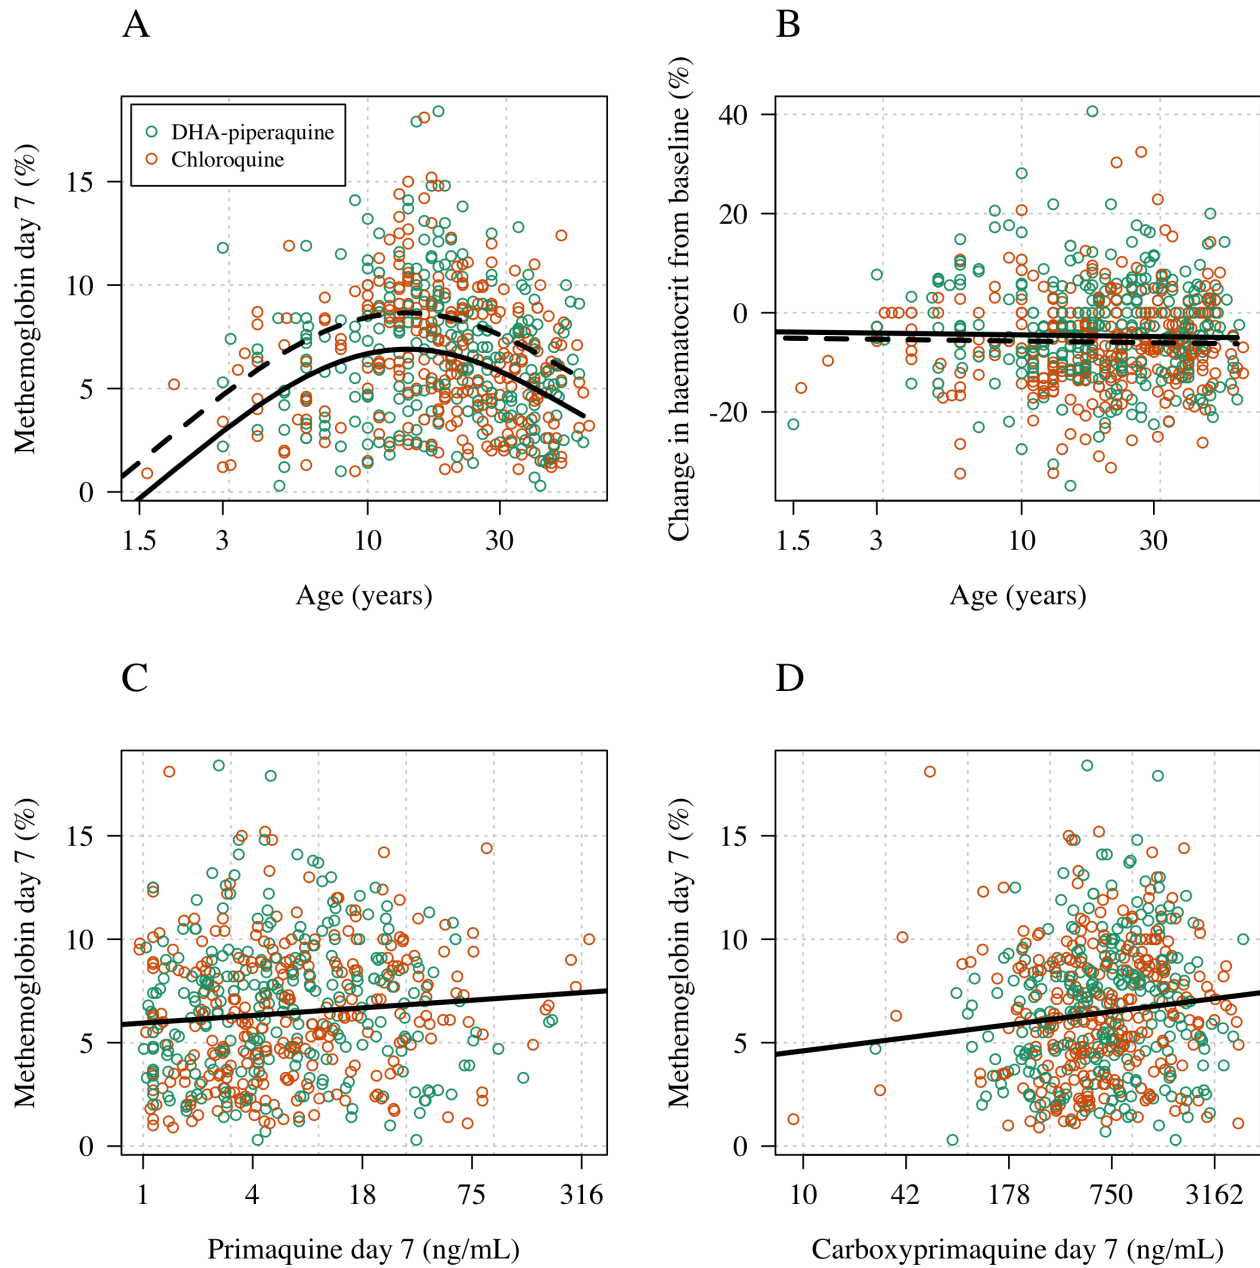 A
Methemoglobin day 7 (%)
15
10
5
0
DHA-piperaquine
Chloroquine
1.5 3 10 30
Age (years)
B
Change in haematocrit from baseline (%)
40
20
0
-20
1.5 3 10 30
Age (years)
C
Methemoglobin day 7 (%)
15
10
5
0
1 4 18 75 316
Primaquine day 7 (ng/mL)
D
Methemoglobin day 7 (%)
15
10
5
0
10 42 178 750 3162
Carboxyprimaquine day 7 (ng/mL)